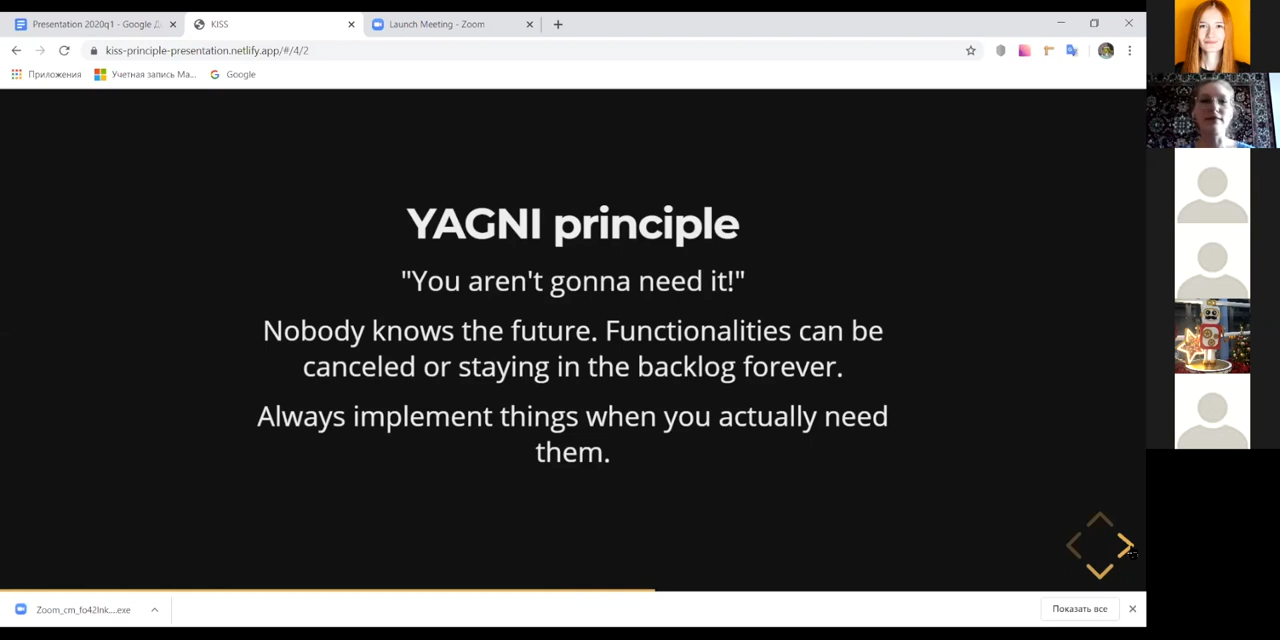 Presentation 2020q1 - Google Д
KISS
Launch Meeting - Zoom
kiss-principle-presentation.netlify.app/#/4/2
Приложения
Учетная запись Ма...
Google
YAGNI principle
"You aren't gonna need it!"
Nobody knows the future. Functionalities can be
canceled or staying in the backlog forever.
Always implement things when you actually need
them.
Zoom_cm_fo42lnk....exe
Показать все